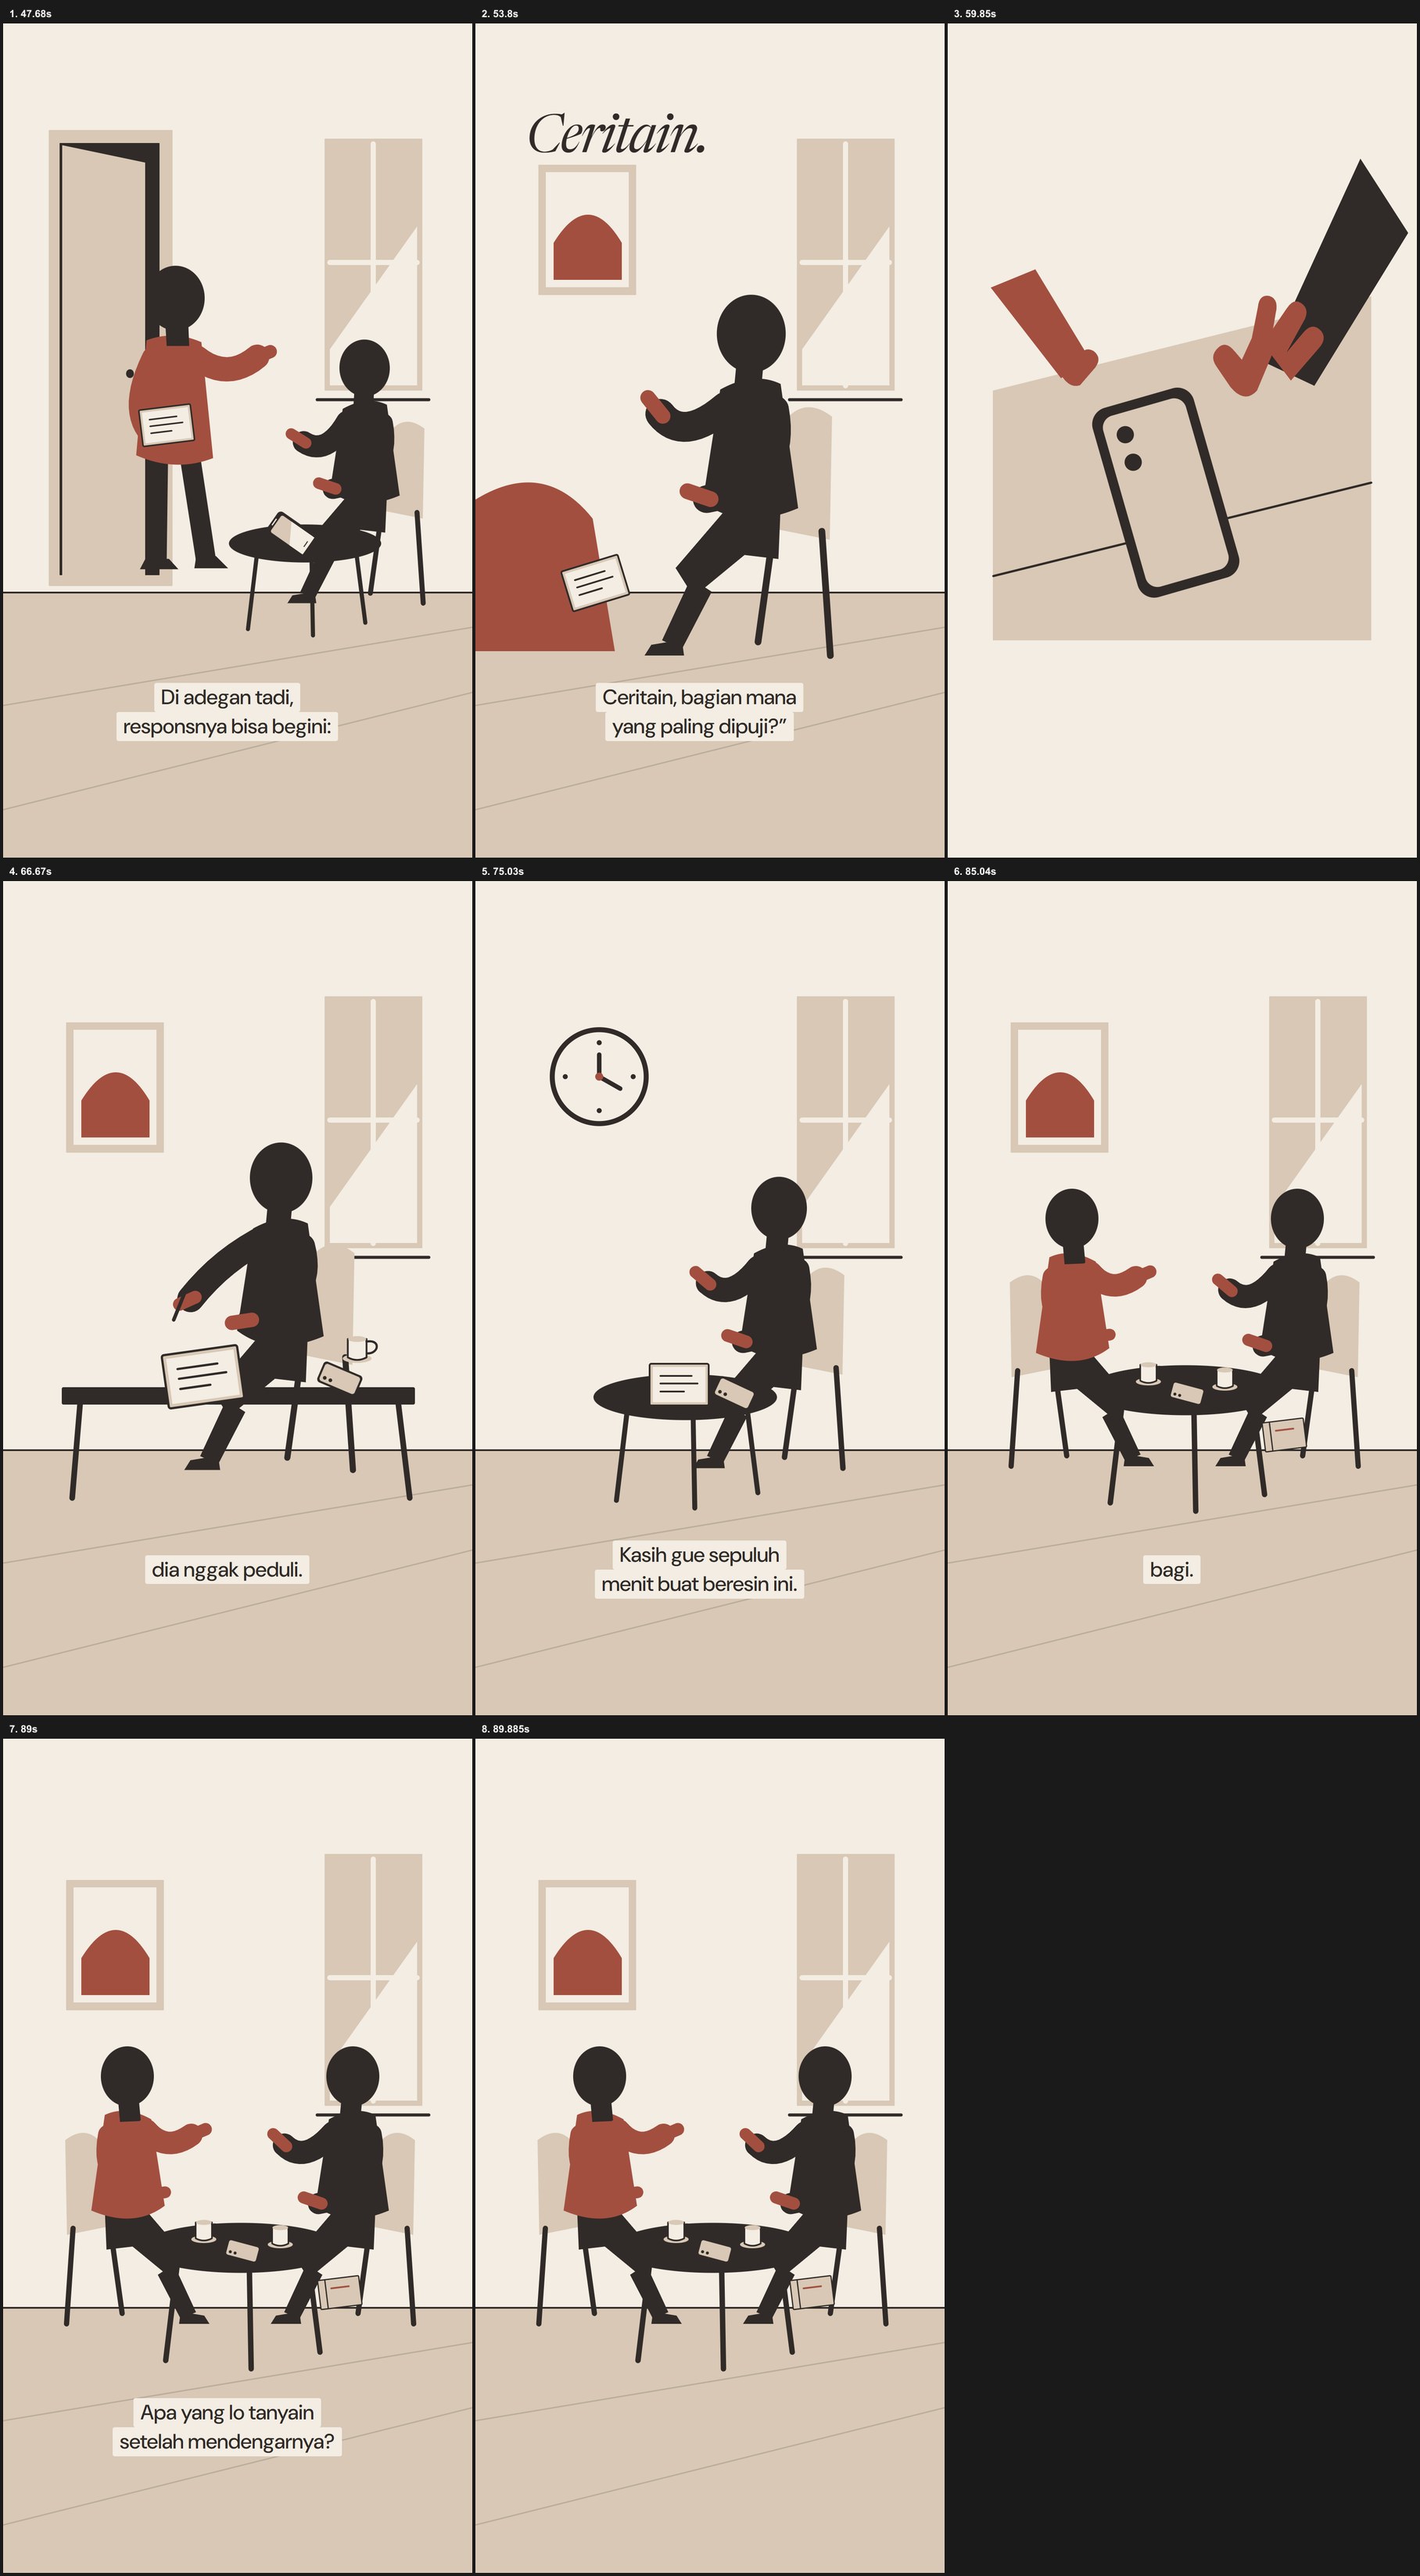 1. 47.68s
2. 53.8s
3. 59.85s
Di adegan tadi,
responsnya bisa begini:
Ceritain.
Ceritain, bagian mana
yang paling dipuji?”
4. 66.67s
5. 75.03s
6. 85.04s
dia nggak peduli.
Kasih gue sepuluh
menit buat beresin ini.
bagi.
7. 89s
8. 89.885s
Apa yang lo tanyain
setelah mendengarnya?